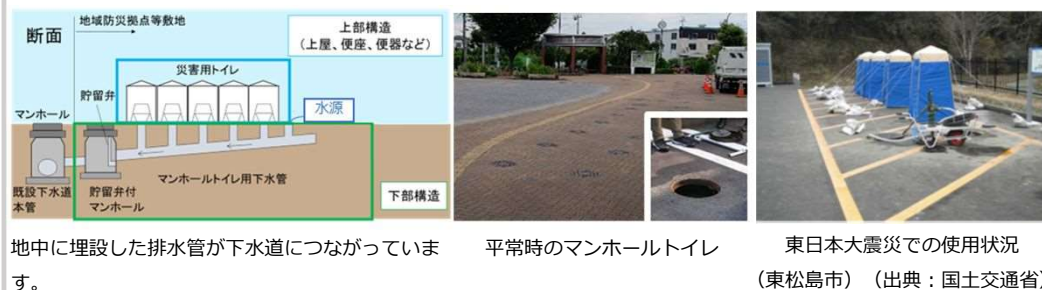 断面
地域防災拠点等敷地
上部構造
（上屋、便座、便器など）
災害用トイレ
貯留弁
水源
マンホール
マンホールトイレ用下水管
既設下水道
本管
貯留弁付
マンホール
下部構造
地中に埋設した排水管が下水道につながっていま
す。
平常時のマンホールトイレ
東日本大震災での使用状況
（東松島市）（出典：国土交通省）